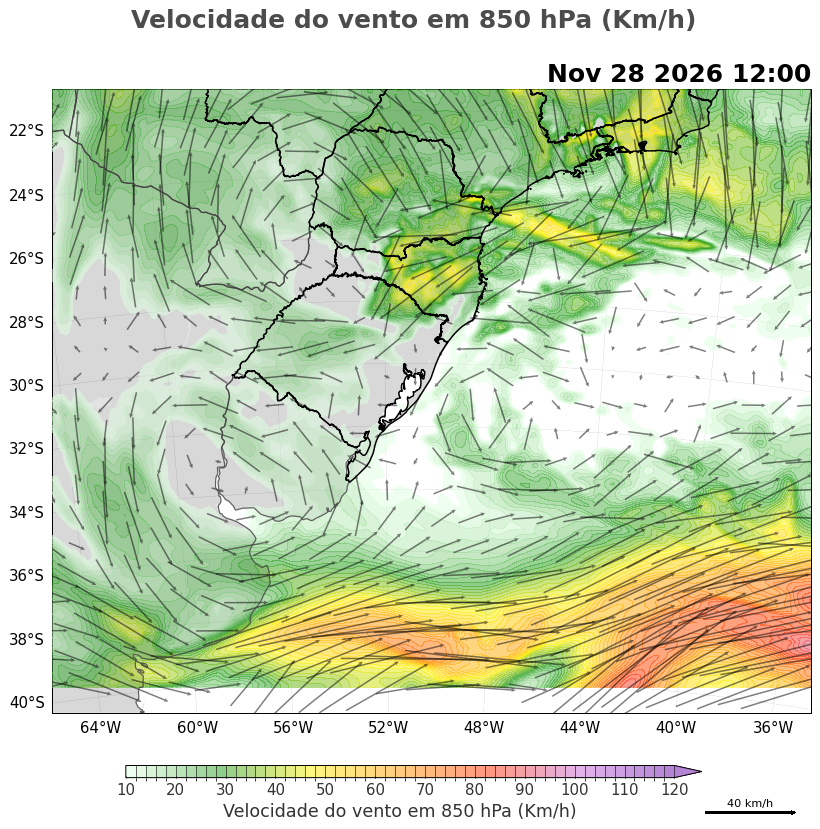 Velocidade do vento em 850 hPa (Km/h)
Nov 28 2026 12:00
22°S
24°S
26°S
28°S
30°S
32°S
34°S
36°S
38°S
40°S
64°W 60°W 56°W 52°W 48°W 44°W 40°W 36°W
10 20 30 40 50 60 70 80 90 100 110 120
Velocidade do vento em 850 hPa (Km/h)
40 km/h